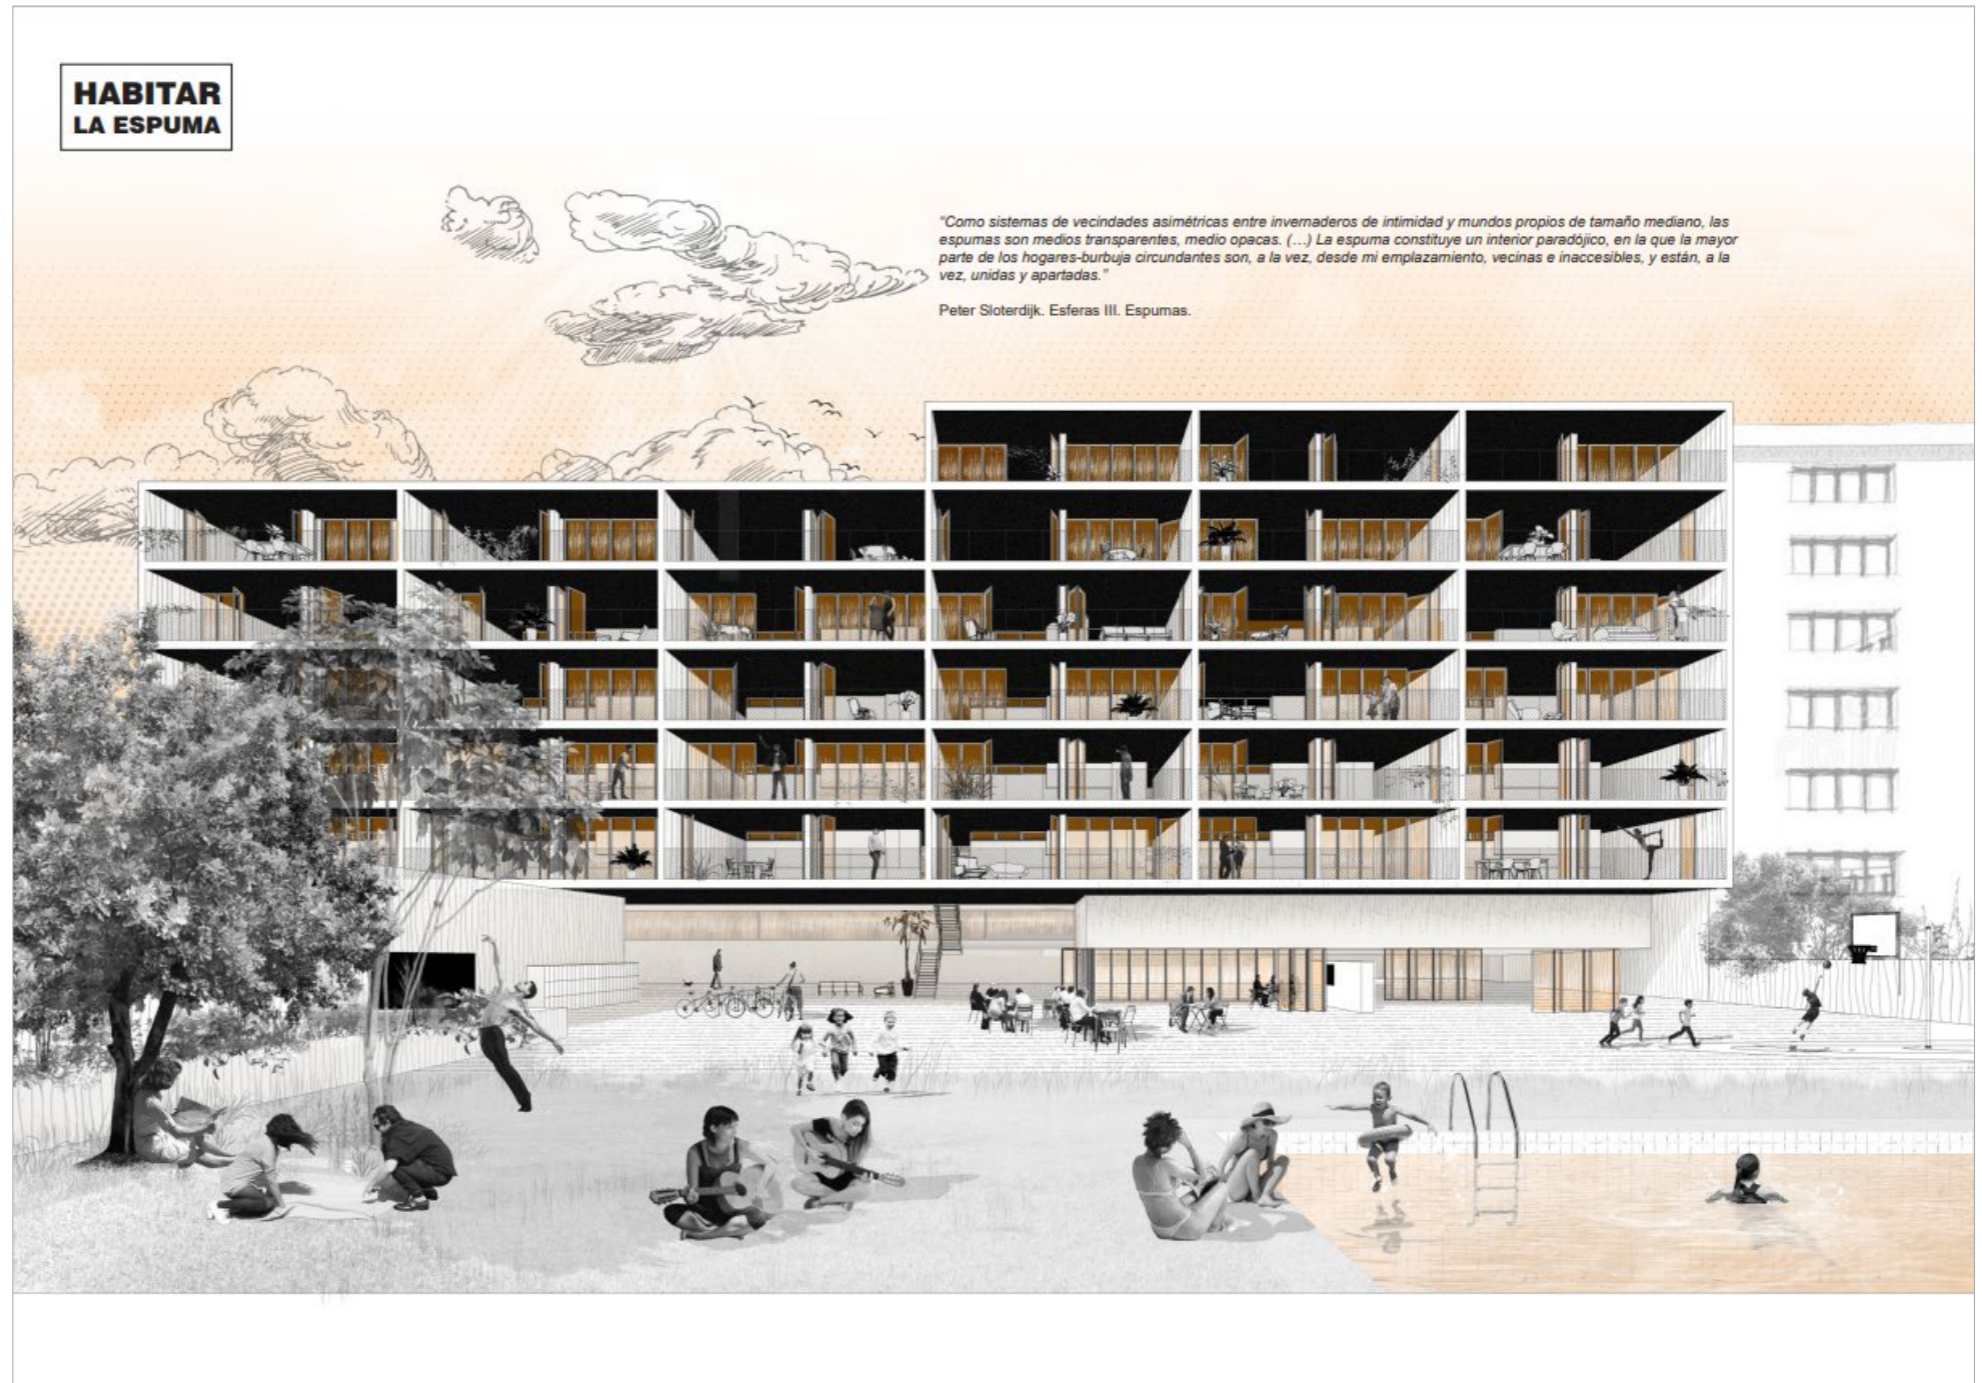 HABITAR
LA ESPUMA
"Como sistemas de vecindades asimétricas entre invernaderos de intimidad y mundos propios de tamaño mediano, las
espumas son medios transparentes, medio opacas. (...) La espuma constituye un interior paradójico, en la que la mayor
parte de los hogares-burbuja circundantes son, a la vez, desde mi emplazamiento, vecinas e inaccesibles, y están, a la
vez, unidas y apartadas."
Peter Sloterdijk. Esferas III. Espumas.